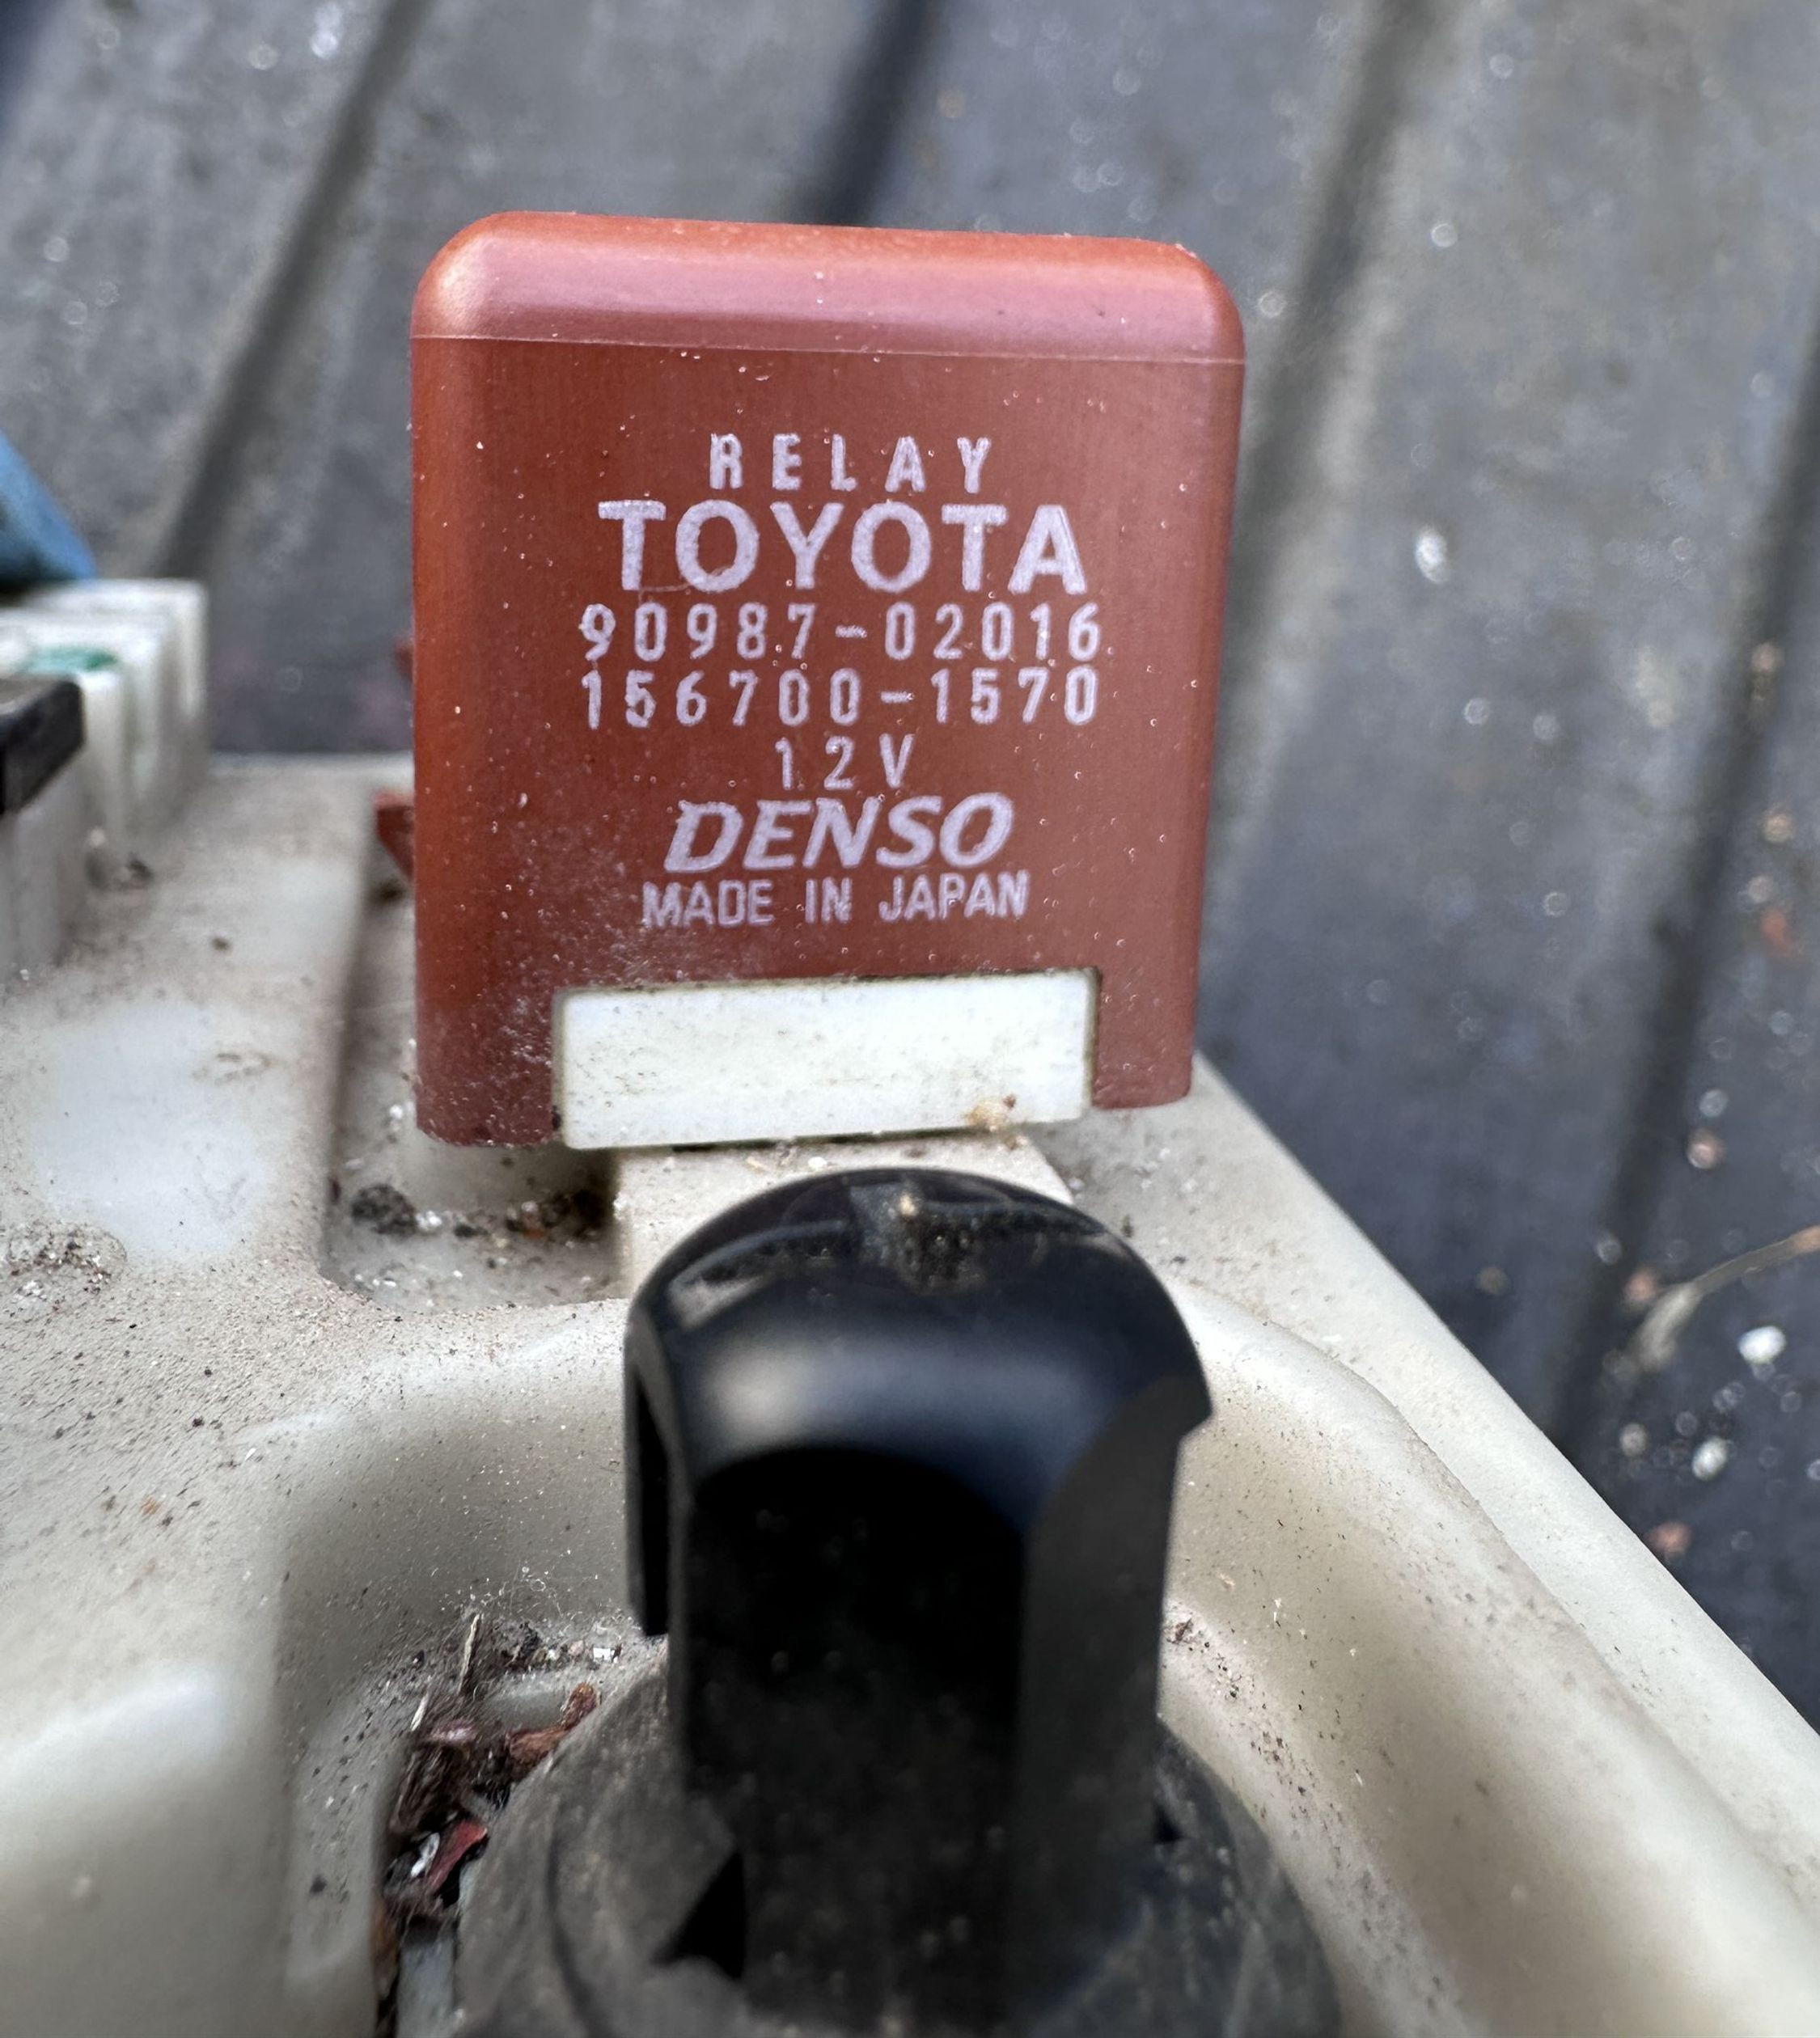 RELAY
TOYOTA
90987-02016
156700-1570
12V
DENSO
MADE IN JAPAN